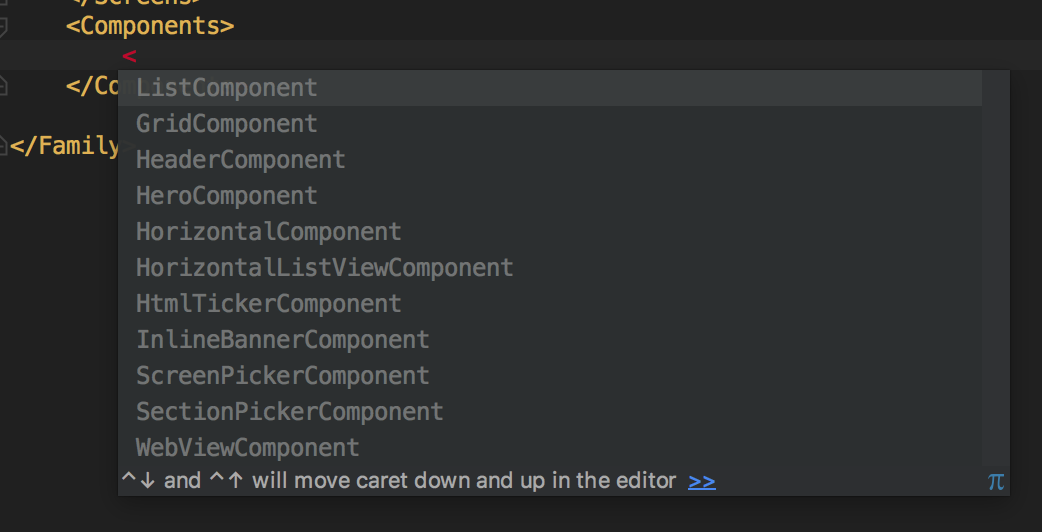 </Screens>
<Components>
<
</Co
ListComponent
GridComponent
</Family>
HeaderComponent
HeroComponent
HorizontalComponent
HorizontalListViewComponent
HtmlTickerComponent
InlineBannerComponent
ScreenPickerComponent
SectionPickerComponent
WebViewComponent
^↓ and ^↑ will move caret down and up in the editor >> π